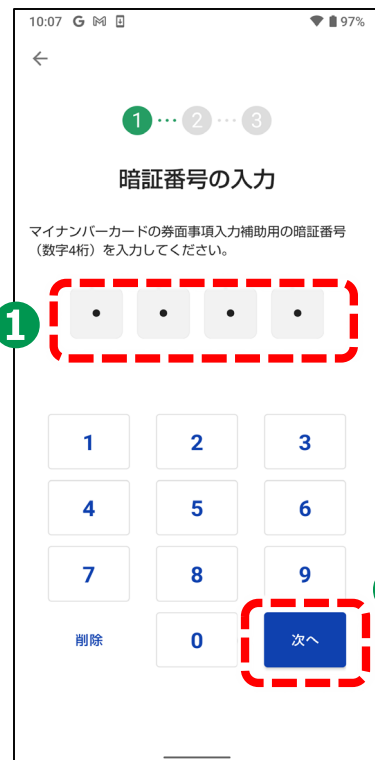 10:07 G 97%
1 2 3
暗証番号の入力
マイナンバーカードの券面事項入力補助用の暗証番号
（数字4桁）を入力してください。
1
1 2 3
4 5 6
7 8 9
削除 0 次へ